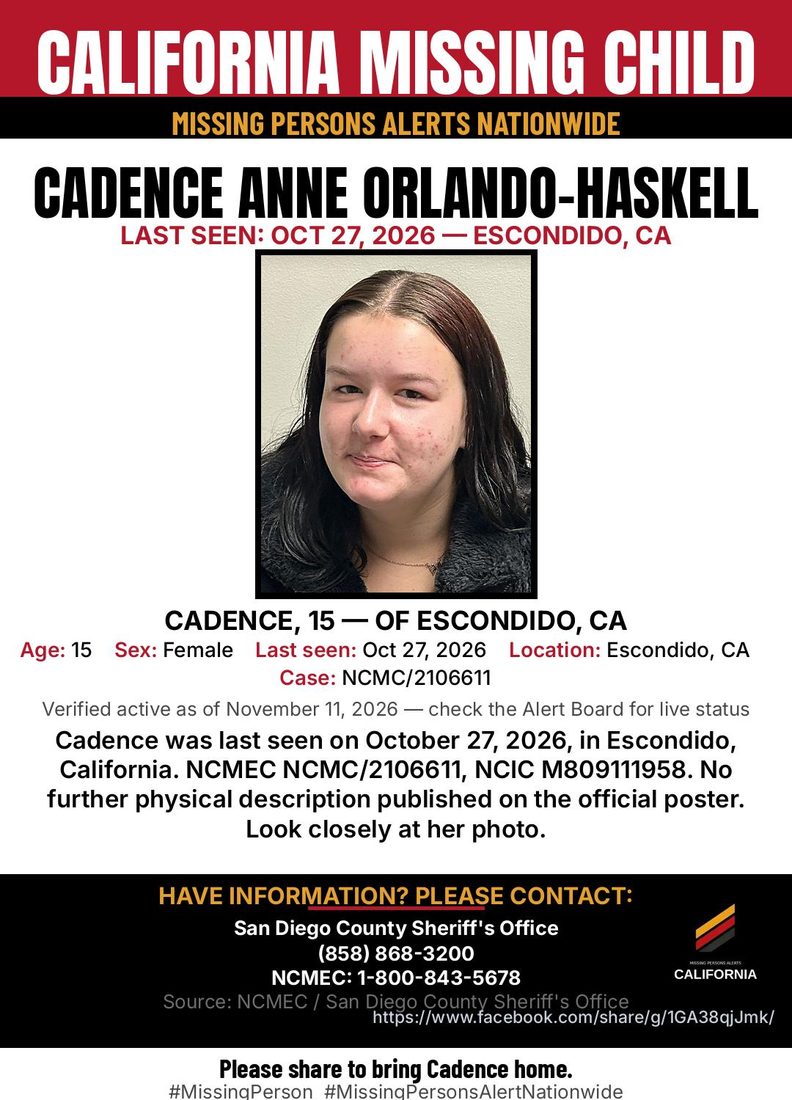 CALIFORNIA MISSING CHILD
MISSING PERSONS ALERTS NATIONWIDE
CADENCE ANNE ORLANDO-HASKELL
LAST SEEN: OCT 27, 2026 — ESCONDIDO, CA
CADENCE, 15 — OF ESCONDIDO, CA
Age: 15 Sex: Female Last seen: Oct 27, 2026 Location: Escondido, CA
Case: NCMC/2106611
Verified active as of November 11, 2026 — check the Alert Board for live status
Cadence was last seen on October 27, 2026, in Escondido,
California. NCMEC NCMC/2106611, NCIC M809111958. No
further physical description published on the official poster.
Look closely at her photo.
HAVE INFORMATION? PLEASE CONTACT:
San Diego County Sheriff's Office
(858) 868-3200
NCMEC: 1-800-843-5678
Source: NCMEC / San Diego County Sheriff's Office
https://www.facebook.com/share/g/1GA38qjJmk/
MISSING PERSONS ALERTS
CALIFORNIA
Please share to bring Cadence home.
#MissingPerson #MissingPersonsAlertNationwide